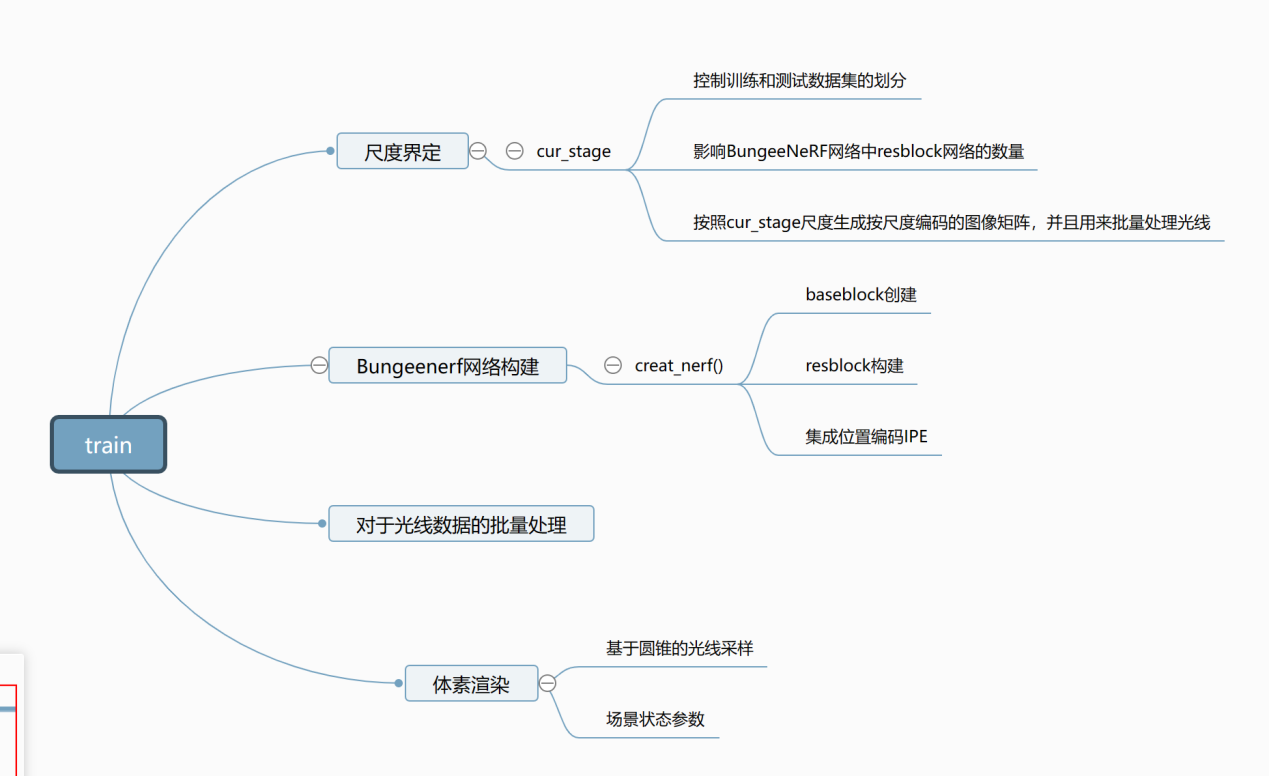 控制训练和测试数据集的划分
尺度界定
cur_stage
影响BungeeNeRF网络中resblock网络的数量
按照cur_stage尺度生成按尺度编码的图像矩阵，并且用来批量处理光线
baseblock创建
Bungeenerf网络构建
creat_nerf()
resblock构建
集成位置编码IPE
train
对于光线数据的批量处理
基于圆锥的光线采样
体素渲染
场景状态参数